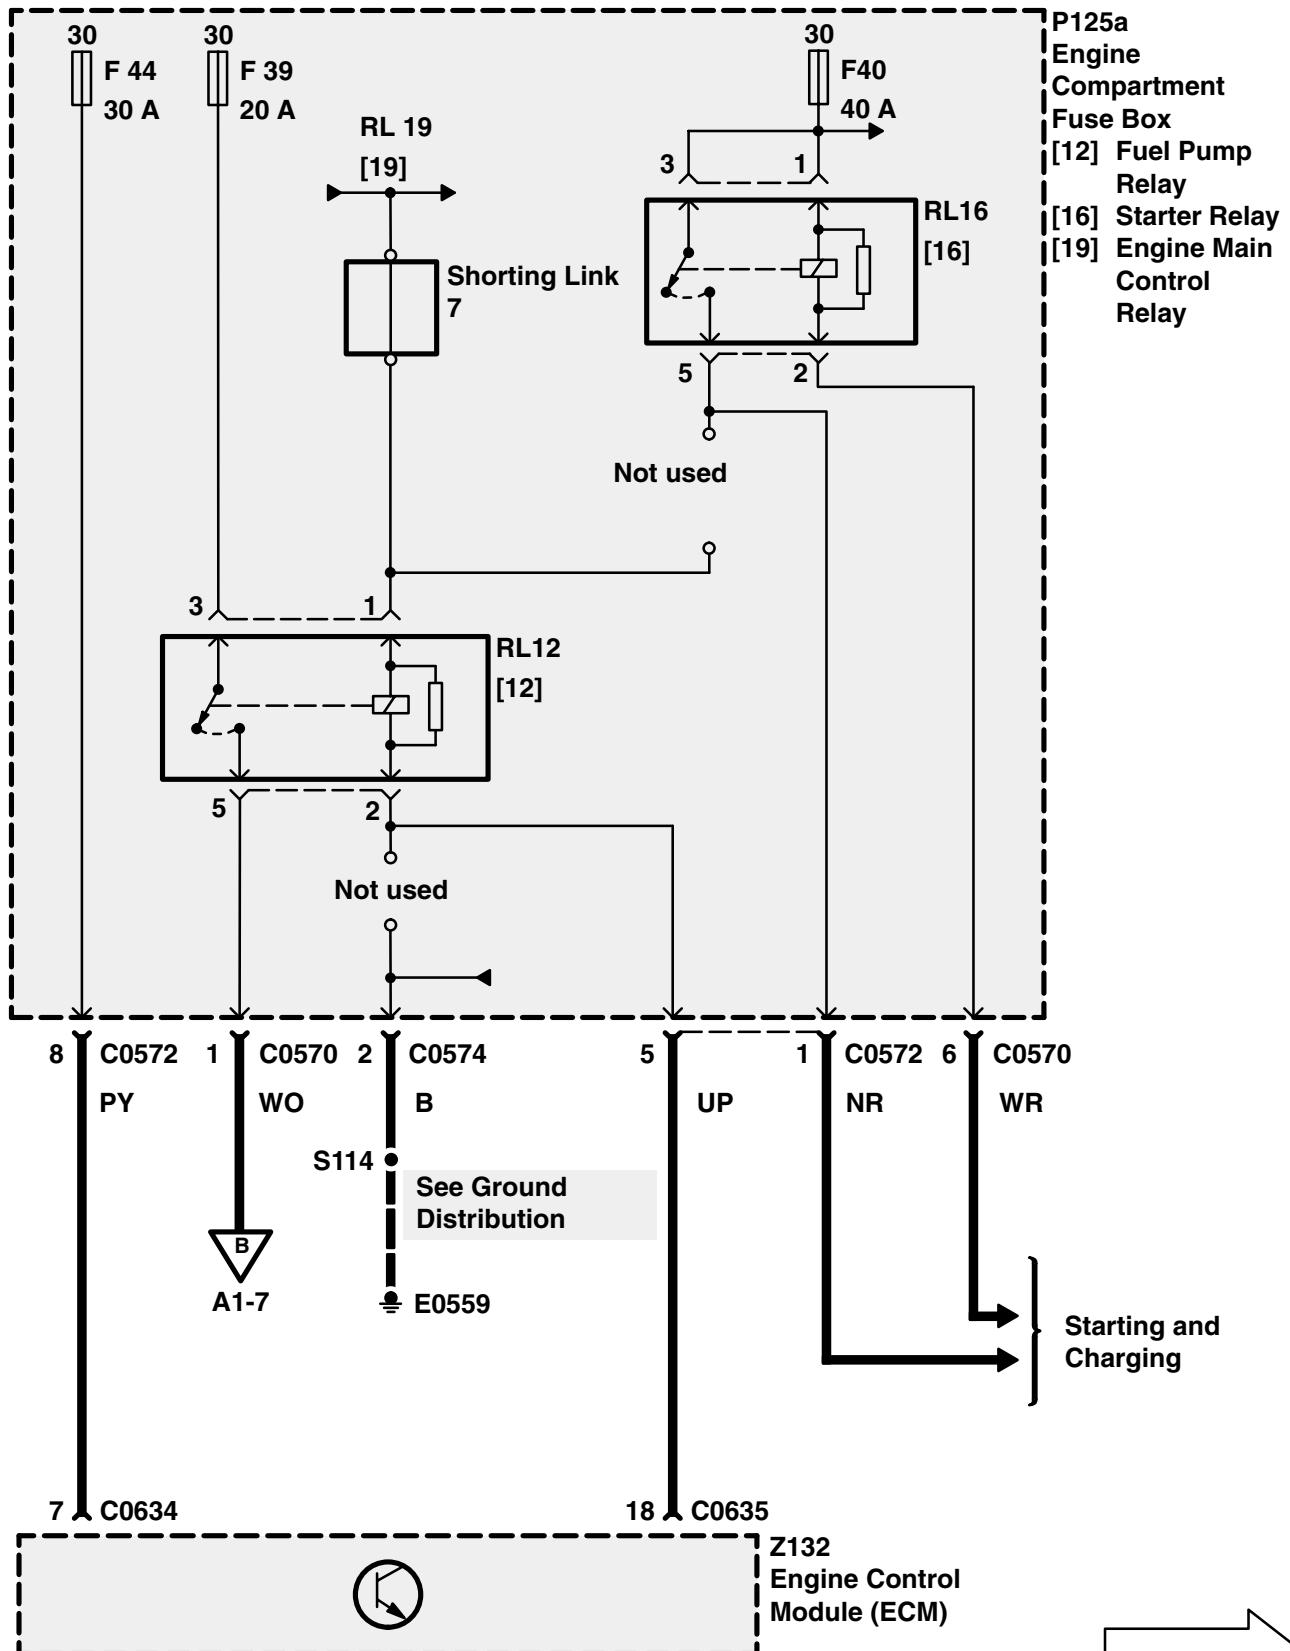 P125a
Engine
Compartment
Fuse Box
[12] Fuel Pump
Relay
[16] Starter Relay
[19] Engine Main
Control
Relay
30
F 44
30 A
30
F 39
20 A
30
F40
40 A
RL 19
[19]
3
1
RL16
[16]
Shorting Link
7
5
2
Not used
3
1
RL12
[12]
5
2
Not used
8
C0572
1
C0570
2
C0574
5
1
C0572
6
C0570
PY
WO
B
UP
NR
WR
S114
See Ground
Distribution
B
A1-7
E0559
Starting and
Charging
7
C0634
18
C0635
Z132
Engine Control
Module (ECM)